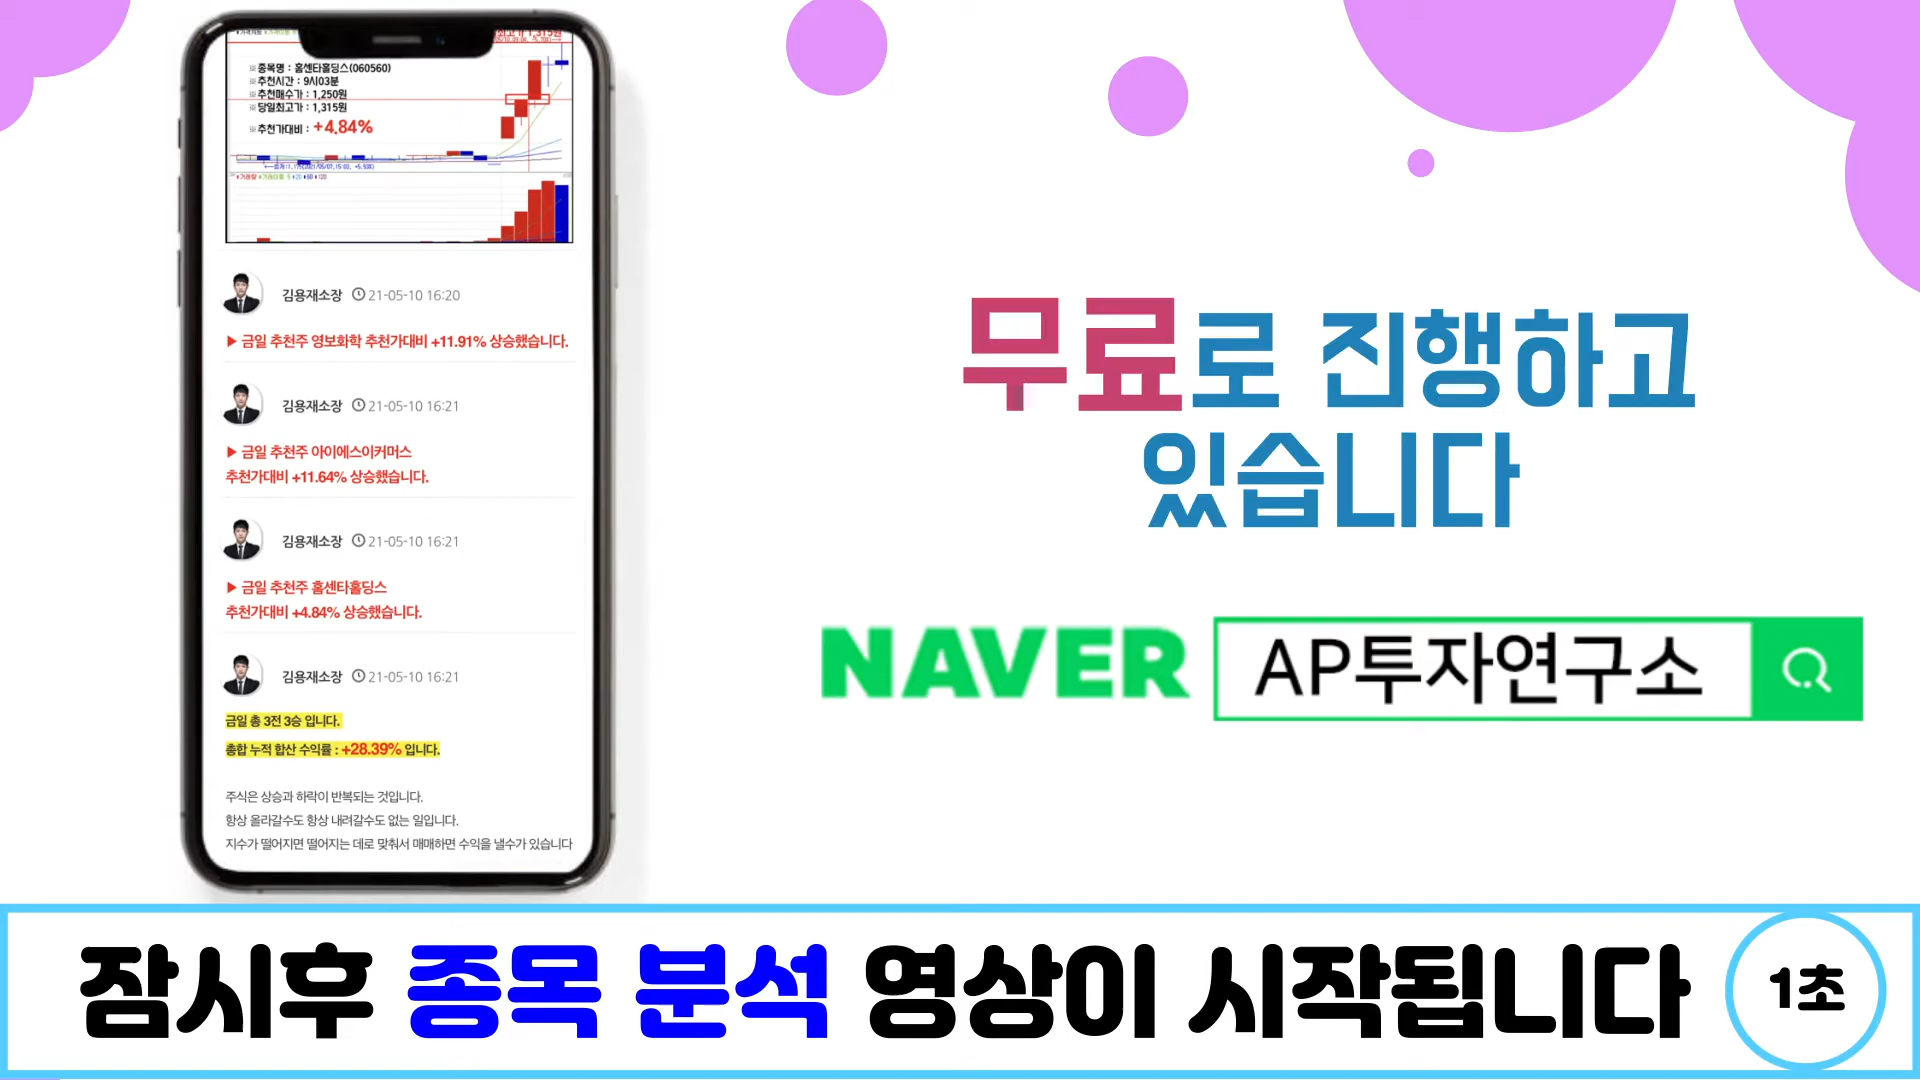 최고가 1,315원
※종목명 : 홈센타홀딩스(060560)
※추천시간 : 9시03분
※추천매수가 : 1,250원
※당일최고가 : 1,315원
※추천가대비 : +4.84%
김용재소장 21-05-10 16:20
▶ 금일 추천주 영보화학 추천가대비 +11.91% 상승했습니다.
김용재소장 21-05-10 16:21
▶ 금일 추천주 아이에스이커머스
추천가대비 +11.64% 상승했습니다.
김용재소장 21-05-10 16:21
▶ 금일 추천주 홈센타홀딩스
추천가대비 +4.84% 상승했습니다.
김용재소장 21-05-10 16:21
금일 총 3전 3승 입니다.
총합 누적 합산 수익률 : +28.39% 입니다.
주식은 상승과 하락이 반복되는 것입니다.
항상 올라갈수도 항상 내려갈수도 없는 일입니다.
지수가 떨어지면 떨어지는 데로 맞춰서 매매하면 수익을 낼수가 있습니다
무료로 진행하고
있습니다
NAVER AP투자연구소
잠시후 종목 분석 영상이 시작됩니다 1초